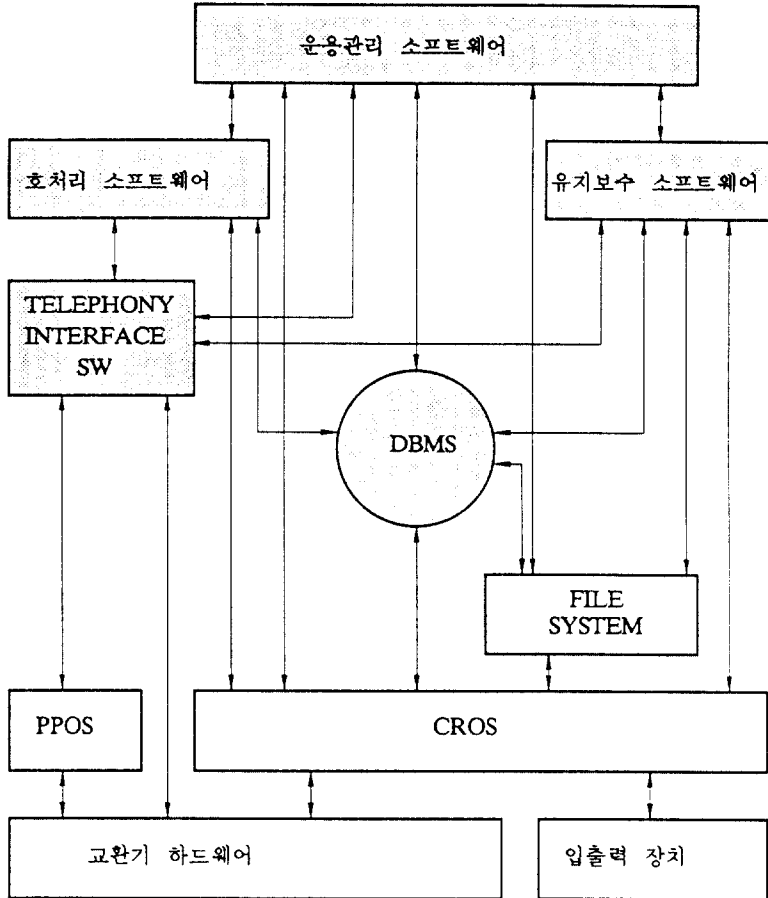 운용관리 소프트웨어
호처리 소프트웨어
유지보수 소프트웨어
TELEPHONY
INTERFACE
SW
DBMS
FILE
SYSTEM
PPOS
CROS
교환기 하드웨어
입출력 장치